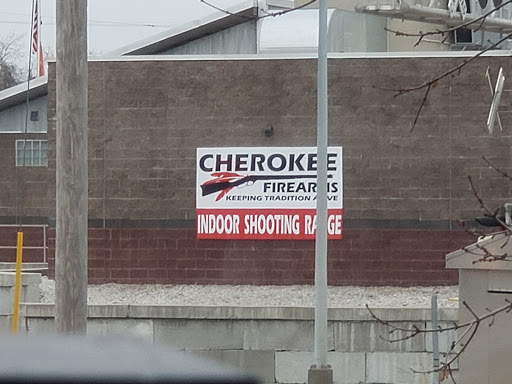 CHEROKEE
FIREARMS
KEEPING TRADITION ALIVE
INDOOR SHOOTING RANGE